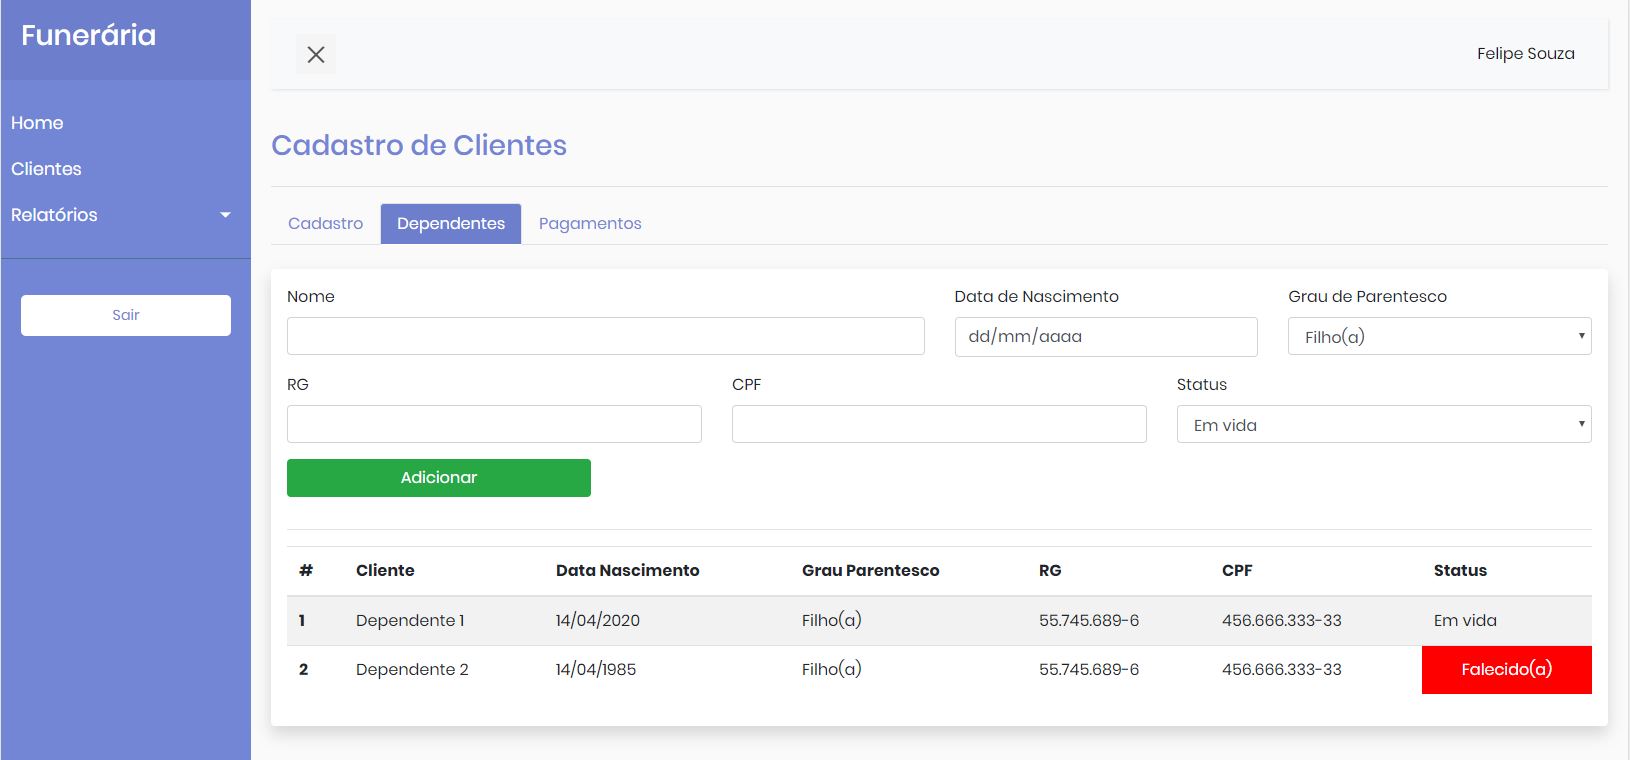 Funerária
Felipe Souza
Home
Clientes
Relatórios
Sair
Cadastro de Clientes
Cadastro Dependentes Pagamentos
Nome Data de Nascimento Grau de Parentesco
dd/mm/aaaa Filho(a)
RG CPF Status
Em vida
Adicionar
# Cliente Data Nascimento Grau Parentesco RG CPF Status
1 Dependente 1 14/04/2020 Filho(a) 55.745.689-6 456.666.333-33 Em vida
2 Dependente 2 14/04/1985 Filho(a) 55.745.689-6 456.666.333-33 Falecido(a)